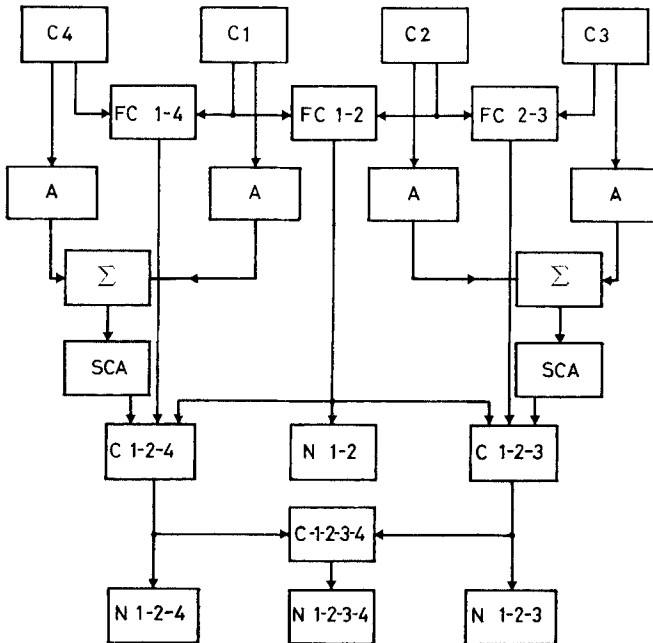 C4
C1
C2
C3
FC 1-4
FC 1-2
FC 2-3
A
A
A
A
Σ
Σ
SCA
SCA
C 1-2-4
N 1-2
C 1-2-3
C-1-2-3-4
N 1-2-4
N 1-2-3-4
N 1-2-3